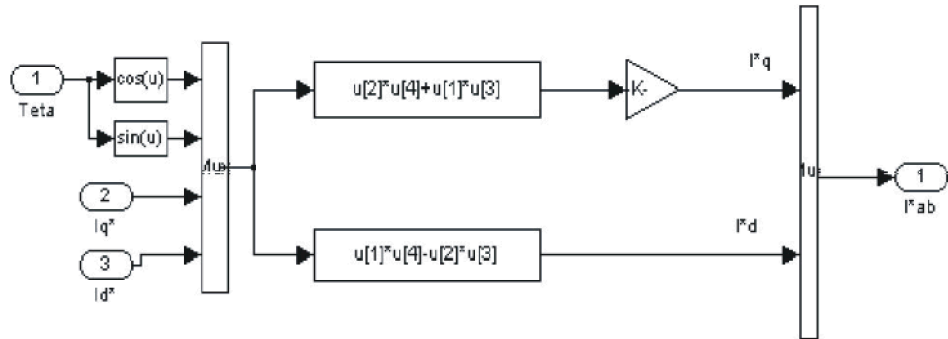 1
Teta
cos(u)
sin(u)
2
Iq*
3
Id*
u[2]*u[4]+u[1]*u[3]
u[1]*u[4]-u[2]*u[3]
K-
I*q
I*d
1
I*ab